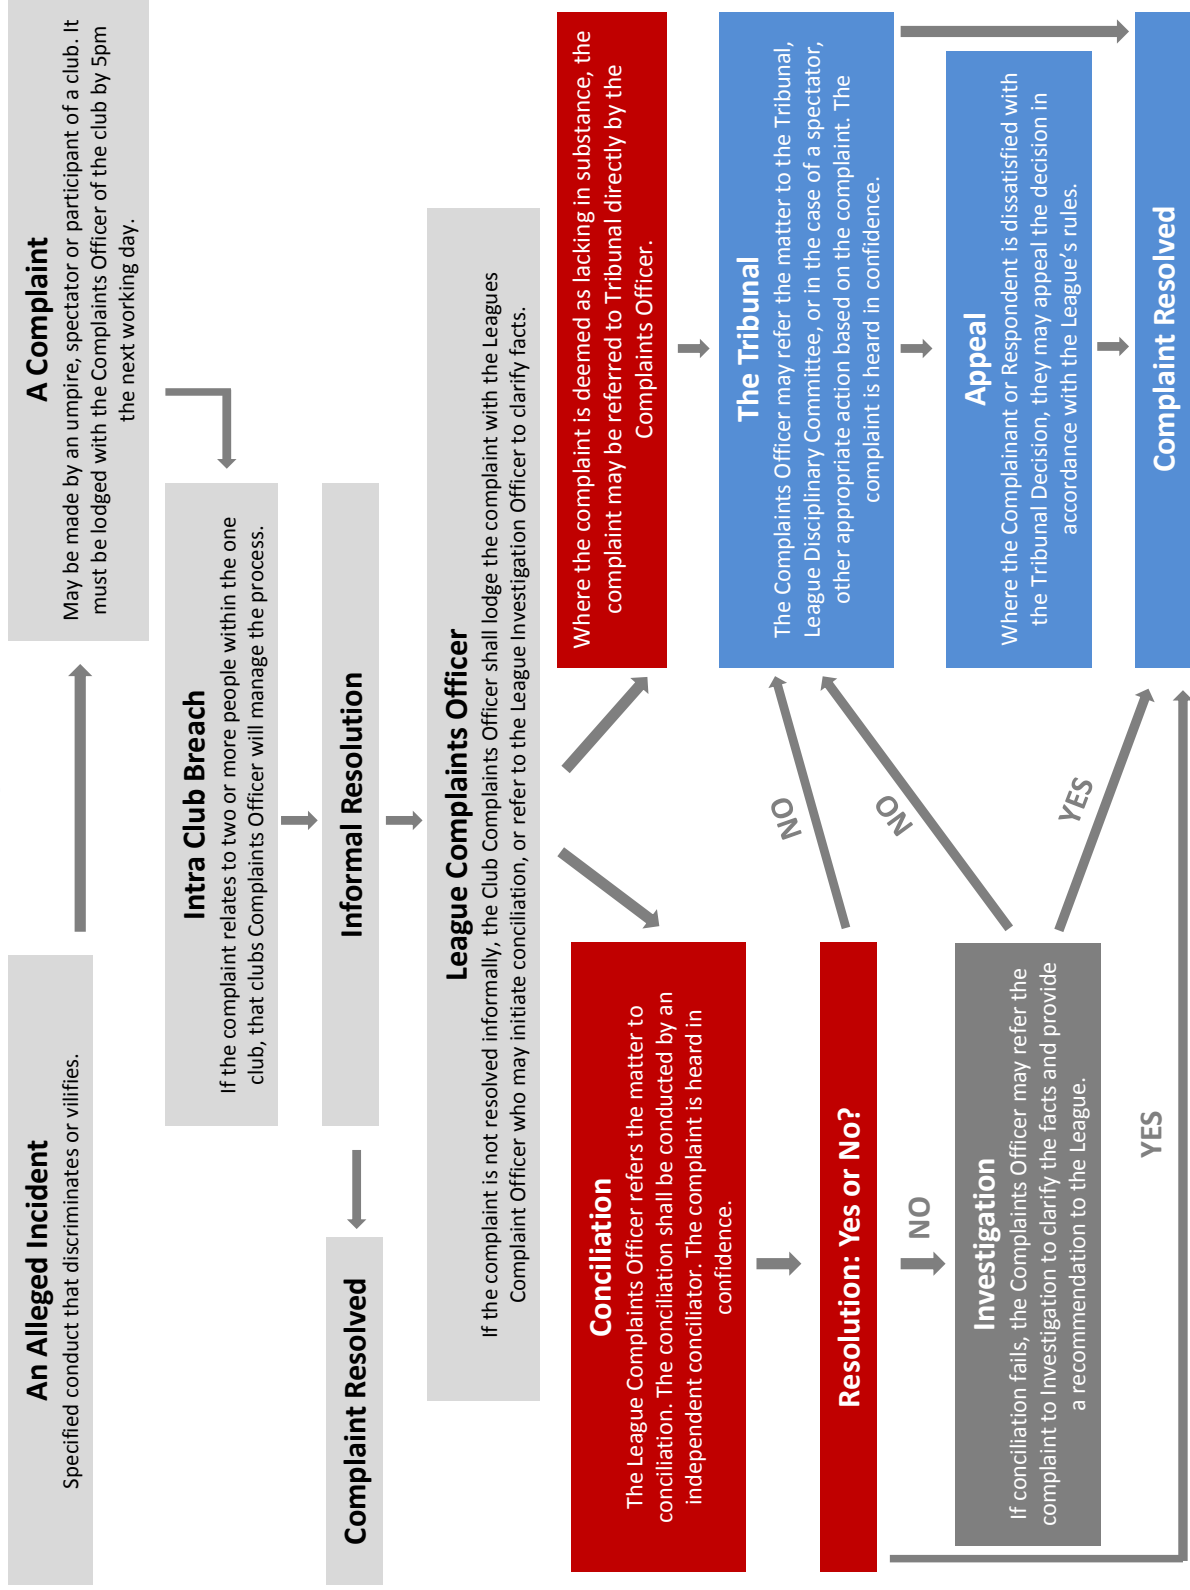 An Alleged Incident
Specified conduct that discriminates or vilifies.
A Complaint
May be made by an umpire, spectator or participant of a club. It
must be lodged with the Complaints Officer of the club by 5pm
the next working day.
Intra Club Breach
If the complaint relates to two or more people within the one
club, that clubs Complaints Officer will manage the process.
Complaint Resolved
Informal Resolution
League Complaints Officer
If the complaint is not resolved informally, the Club Complaints Officer shall lodge the complaint with the Leagues
Complaint Officer who may initiate conciliation, or refer to the League Investigation Officer to clarify facts.
Conciliation
The League Complaints Officer refers the matter to
conciliation. The conciliation shall be conducted by an
independent conciliator. The complaint is heard in
confidence.
Where the complaint is deemed as lacking in substance, the
complaint may be referred to Tribunal directly by the
Complaints Officer.
Resolution: Yes or No?
NO
The Tribunal
The Complaints Officer may refer the matter to the Tribunal,
League Disciplinary Committee, or in the case of a spectator,
other appropriate action based on the complaint. The
complaint is heard in confidence.
NO
NO
Investigation
If conciliation fails, the Complaints Officer may refer the
complaint to Investigation to clarify the facts and provide
a recommendation to the League.
Appeal
Where the Complainant or Respondent is dissatisfied with
the Tribunal Decision, they may appeal the decision in
accordance with the League's rules.
YES
YES
Complaint Resolved